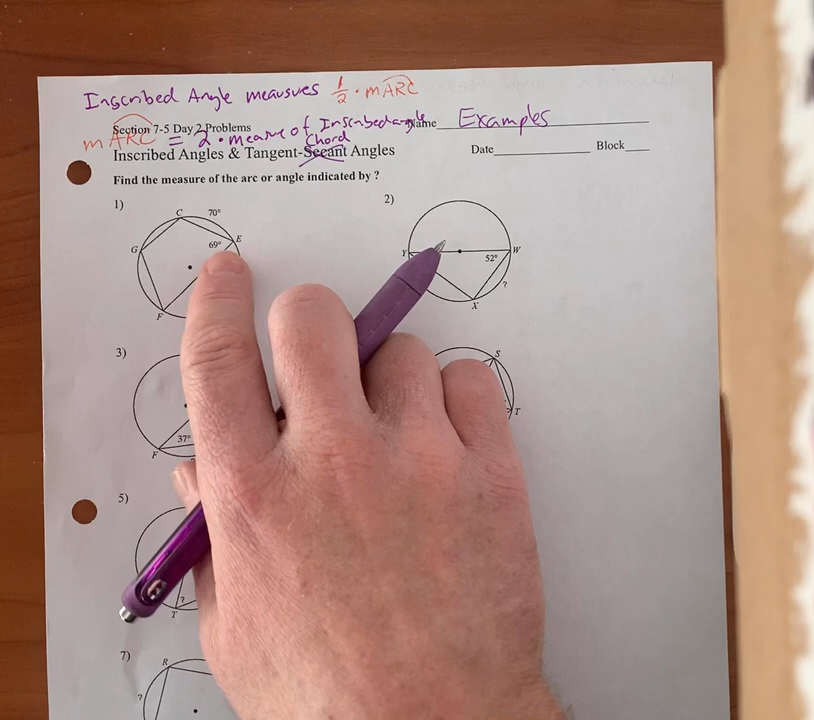 Inscribed Angle measures 1/2 · mARC
Section 7-5 Day 2 Problems
mARC = 2 · measure of Inscribed angle
Name Examples
Chord
Inscribed Angles & Tangent-Secant Angles
Date Block
Find the measure of the arc or angle indicated by ?
1)
C 70°
G E
69°
F
2)
Y W
52°
?
X
3)
37°
F
S
T
5)
?
T
7)
R
?